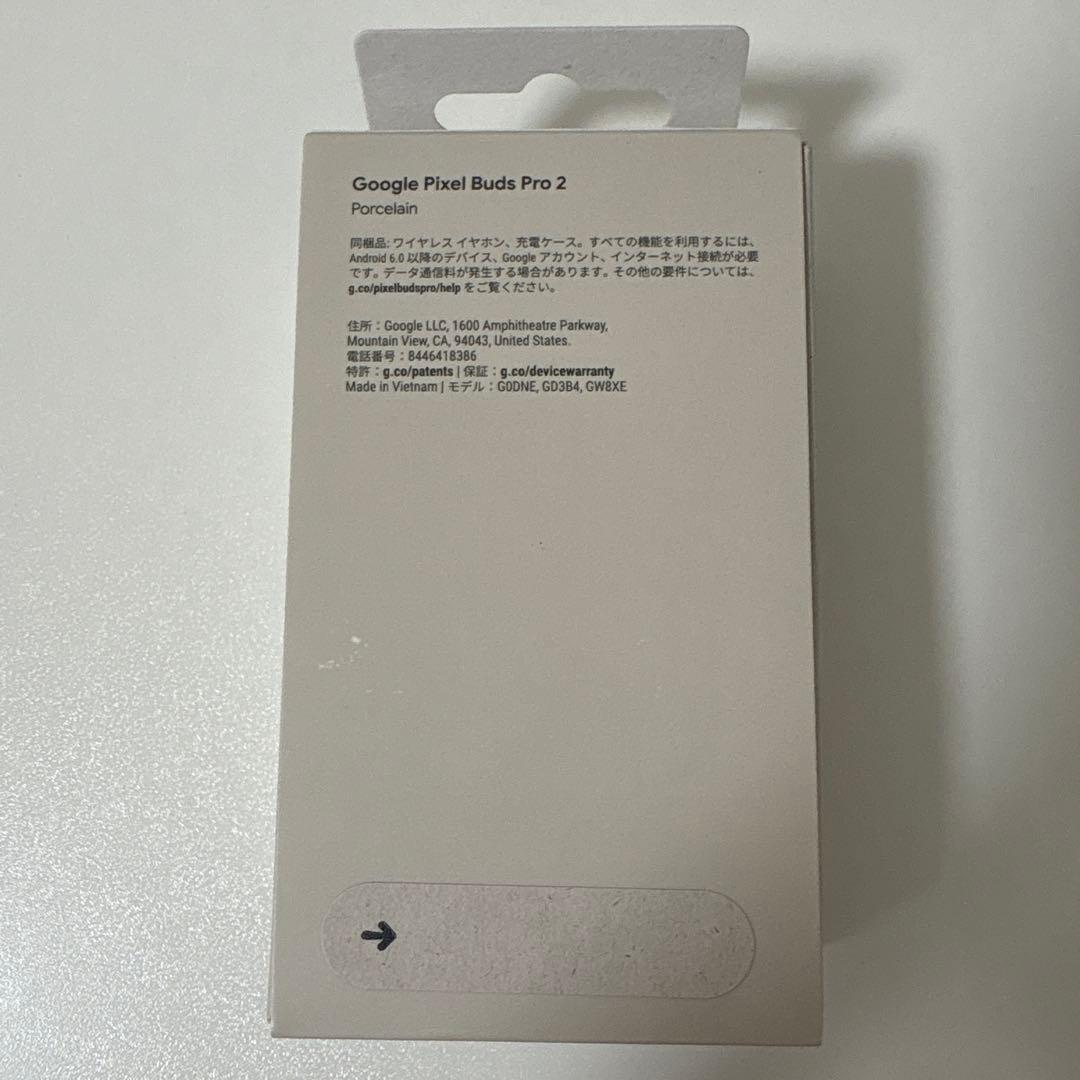 Google Pixel Buds Pro 2
Porcelain
同梱品: ワイヤレス イヤホン、充電ケース。すべての機能を利用するには、
Android 6.0 以降のデバイス、Google アカウント、インターネット接続が必要
です。データ通信料が発生する場合があります。その他の要件については、
g.co/pixelbudspro/help をご覧ください。
住所：Google LLC, 1600 Amphitheatre Parkway,
Mountain View, CA, 94043, United States.
電話番号：8446418386
特許：g.co/patents | 保証：g.co/devicewarranty
Made in Vietnam | モデル：G0DNE, GD3B4, GW8XE